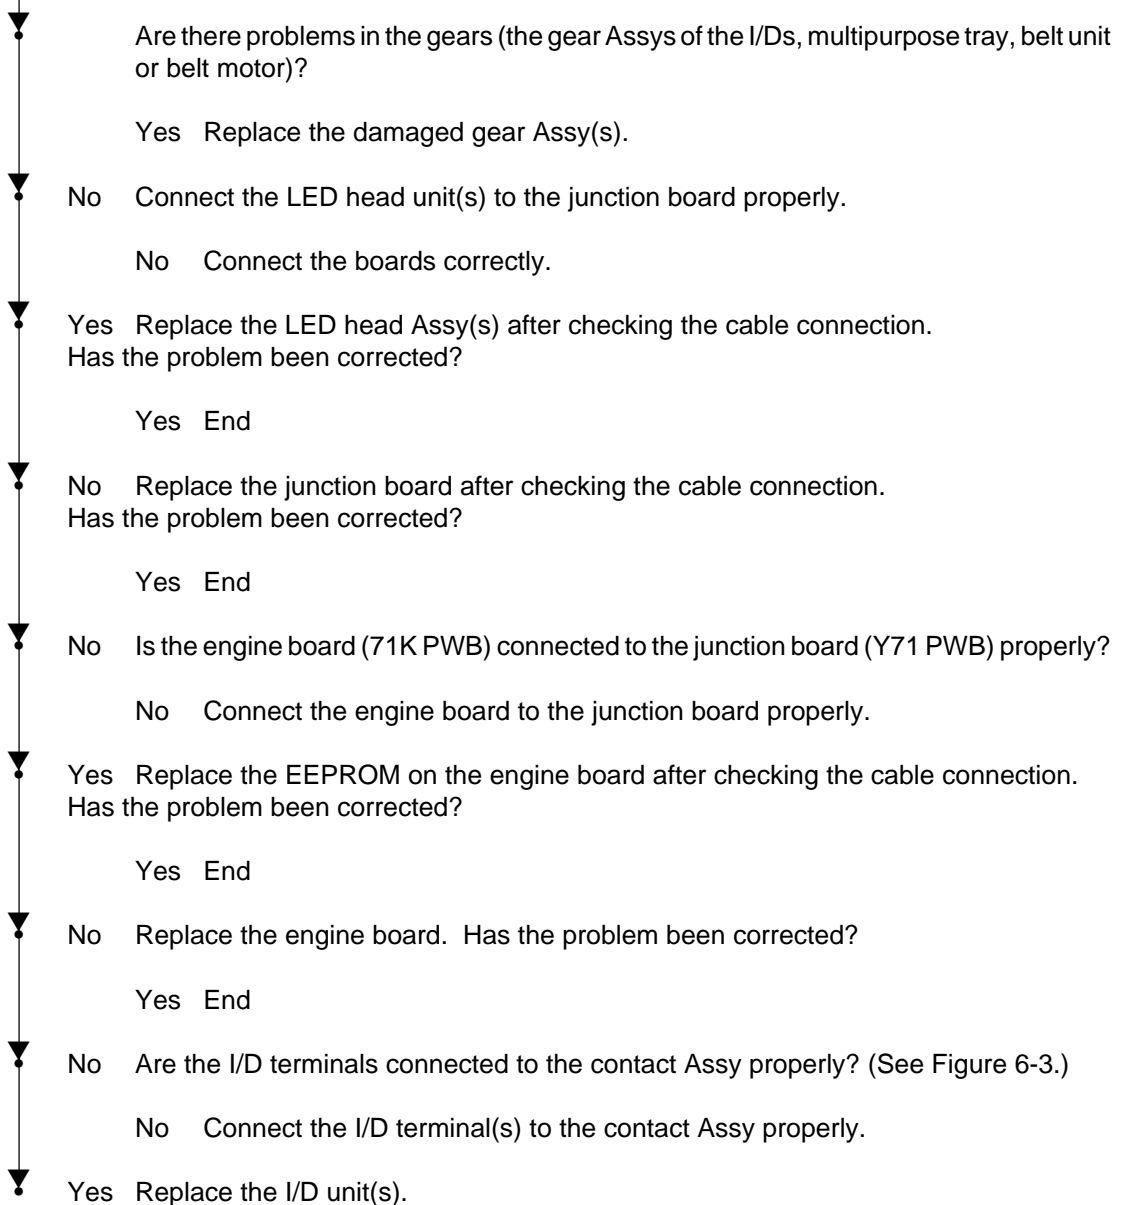 Are there problems in the gears (the gear Assys of the I/Ds, multipurpose tray, belt unit
or belt motor)?
Yes Replace the damaged gear Assy(s).
No Connect the LED head unit(s) to the junction board properly.
No Connect the boards correctly.
Yes Replace the LED head Assy(s) after checking the cable connection.
Has the problem been corrected?
Yes End
No Replace the junction board after checking the cable connection.
Has the problem been corrected?
Yes End
No Is the engine board (71K PWB) connected to the junction board (Y71 PWB) properly?
No Connect the engine board to the junction board properly.
Yes Replace the EEPROM on the engine board after checking the cable connection.
Has the problem been corrected?
Yes End
No Replace the engine board. Has the problem been corrected?
Yes End
No Are the I/D terminals connected to the contact Assy properly? (See Figure 6-3.)
No Connect the I/D terminal(s) to the contact Assy properly.
Yes Replace the I/D unit(s).